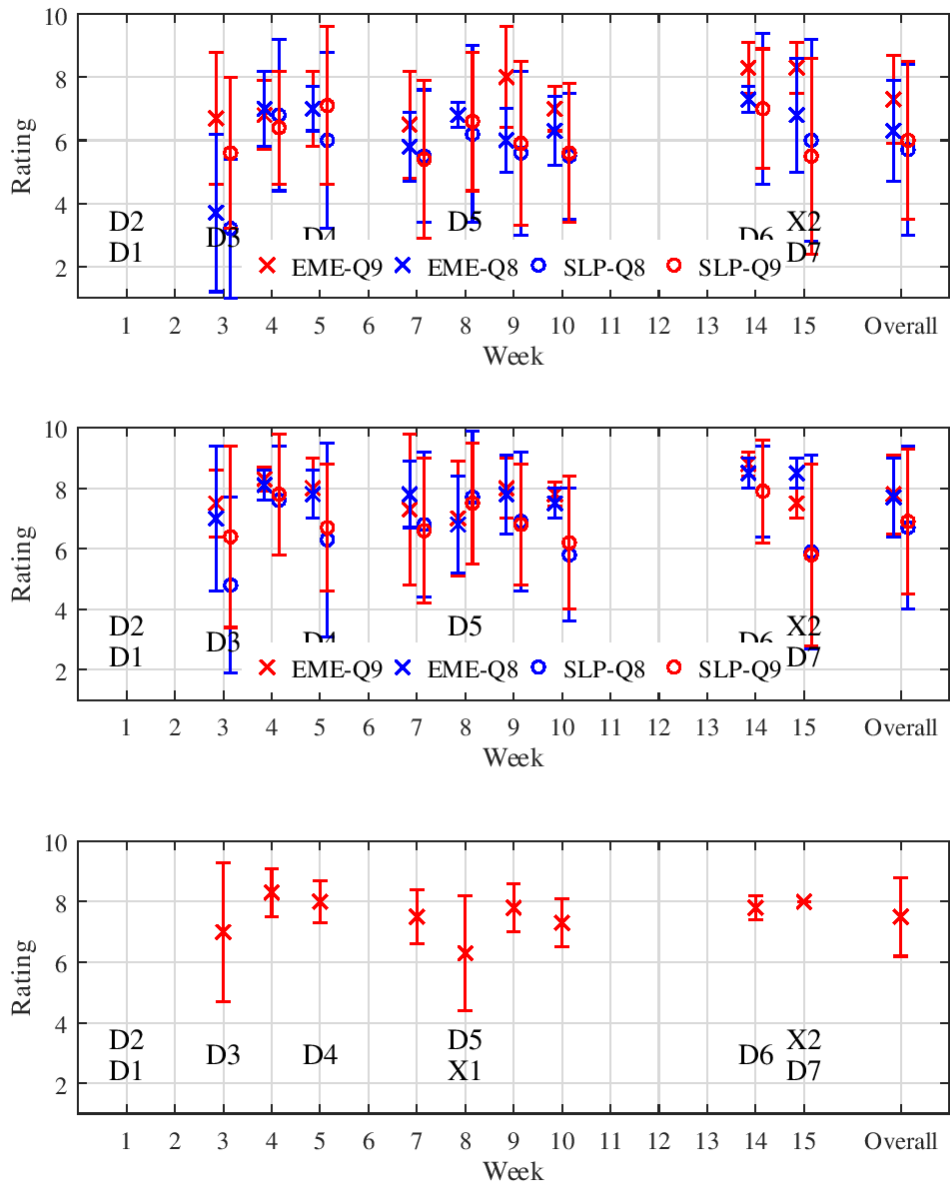 10
8
6
4
2
Rating
D2
D1
D3
D4
D5
D6
X2
D7
EME-Q9 EME-Q8 SLP-Q8 SLP-Q9
1 2 3 4 5 6 7 8 9 10 11 12 13 14 15 Overall
Week
10
8
6
4
2
Rating
D2
D1
D3
D4
D5
D6
X2
D7
EME-Q9 EME-Q8 SLP-Q8 SLP-Q9
1 2 3 4 5 6 7 8 9 10 11 12 13 14 15 Overall
Week
10
8
6
4
2
Rating
D2
D1
D3
D4
D5
X1
D6
X2
D7
1 2 3 4 5 6 7 8 9 10 11 12 13 14 15 Overall
Week